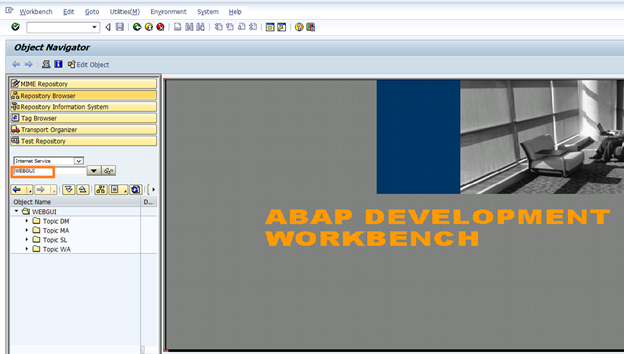 Workbench Edit Goto Utilities(M) Environment System Help
Object Navigator
Edit Object
MIME Repository
Repository Browser
Repository Information System
Tag Browser
Transport Organizer
Test Repository
Internet Service
WEBGUI
Object Name D...
WEBGUI
Topic DM
Topic MA
Topic SL
Topic WA
ABAP DEVELOPMENT
WORKBENCH